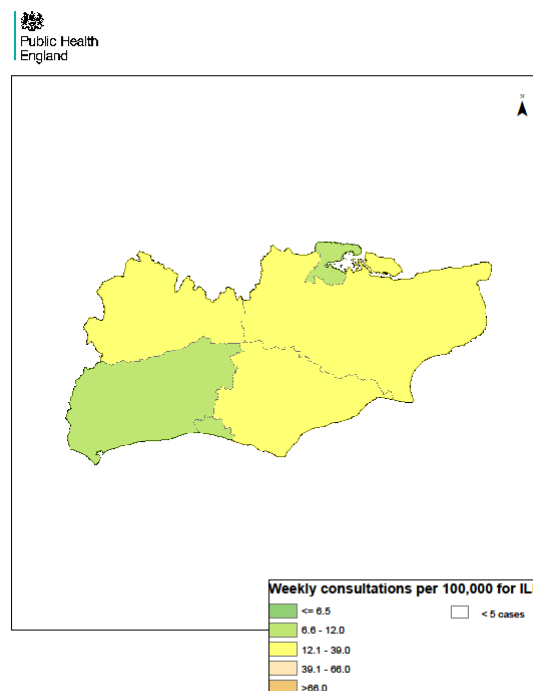 Public Health
England
N
Weekly consultations per 100,000 for IL
<= 6.5
< 5 cases
6.6 - 12.0
12.1 - 39.0
39.1 - 66.0
>66.0